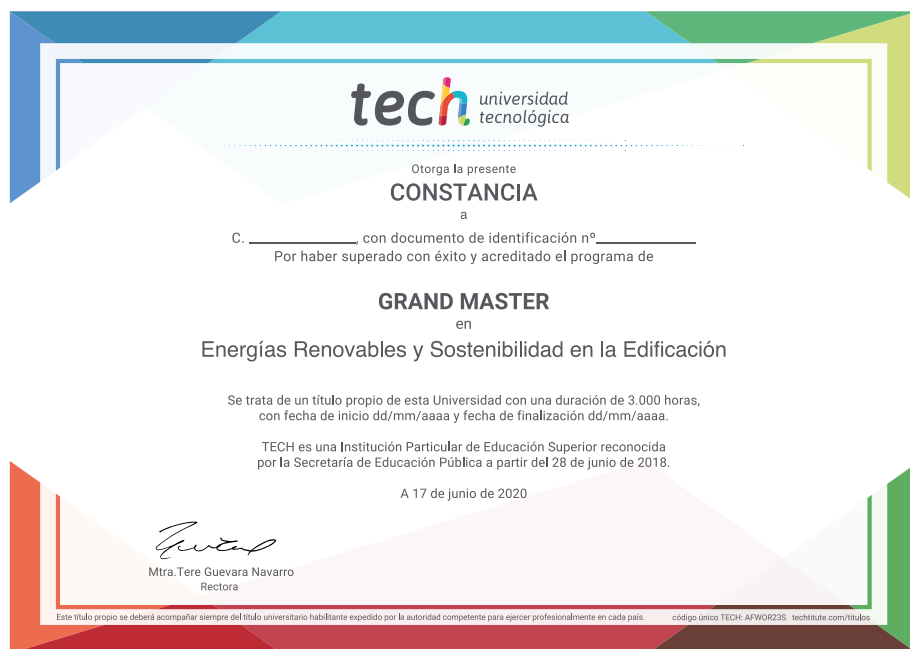 tech universidad
tecnológica
Otorga la presente
CONSTANCIA
a
C. ____________, con documento de identificación nº____________
Por haber superado con éxito y acreditado el programa de
GRAND MASTER
en
Energías Renovables y Sostenibilidad en la Edificación
Se trata de un título propio de esta Universidad con una duración de 3.000 horas,
con fecha de inicio dd/mm/aaaa y fecha de finalización dd/mm/aaaa.
TECH es una Institución Particular de Educación Superior reconocida
por la Secretaría de Educación Pública a partir del 28 de junio de 2018.
A 17 de junio de 2020
Mtra.Tere Guevara Navarro
Rectora
Este título propio se deberá acompañar siempre del título universitario habilitante expedido por la autoridad competente para ejercer profesionalmente en cada país. código único TECH: AFWOR23S techtitute.com/titulos